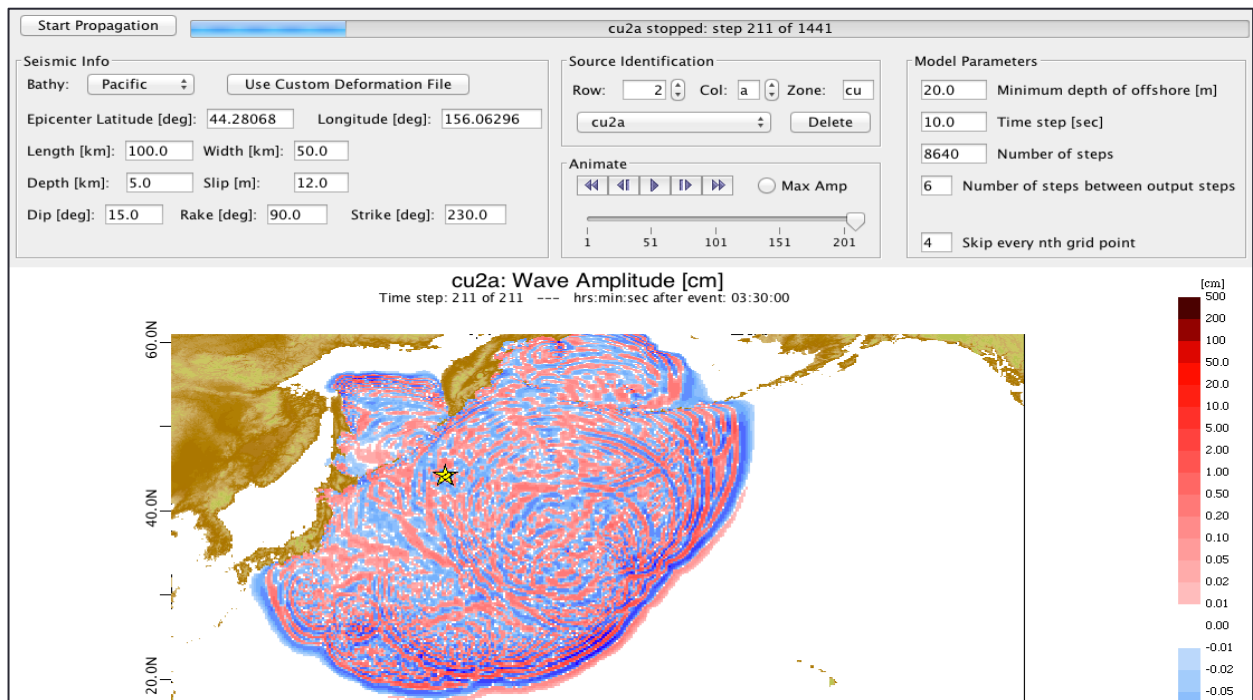 Start Propagation
cu2a stopped: step 211 of 1441
Seismic Info
Bathy: Pacific Use Custom Deformation File
Epicenter Latitude [deg]: 44.28068 Longitude [deg]: 156.06296
Length [km]: 100.0 Width [km]: 50.0
Depth [km]: 5.0 Slip [m]: 12.0
Dip [deg]: 15.0 Rake [deg]: 90.0 Strike [deg]: 230.0
Source Identification
Row: 2 Col: a Zone: cu
cu2a Delete
Animate
Max Amp
1 51 101 151 201
Model Parameters
20.0 Minimum depth of offshore [m]
10.0 Time step [sec]
8640 Number of steps
6 Number of steps between output steps
4 Skip every nth grid point
cu2a: Wave Amplitude [cm]
Time step: 211 of 211 --- hrs:min:sec after event: 03:30:00
60.0N
40.0N
20.0N
[cm]
500
200
100
50.0
20.0
10.0
5.00
2.00
1.00
0.50
0.20
0.10
0.05
0.02
0.01
0.00
-0.01
-0.02
-0.05